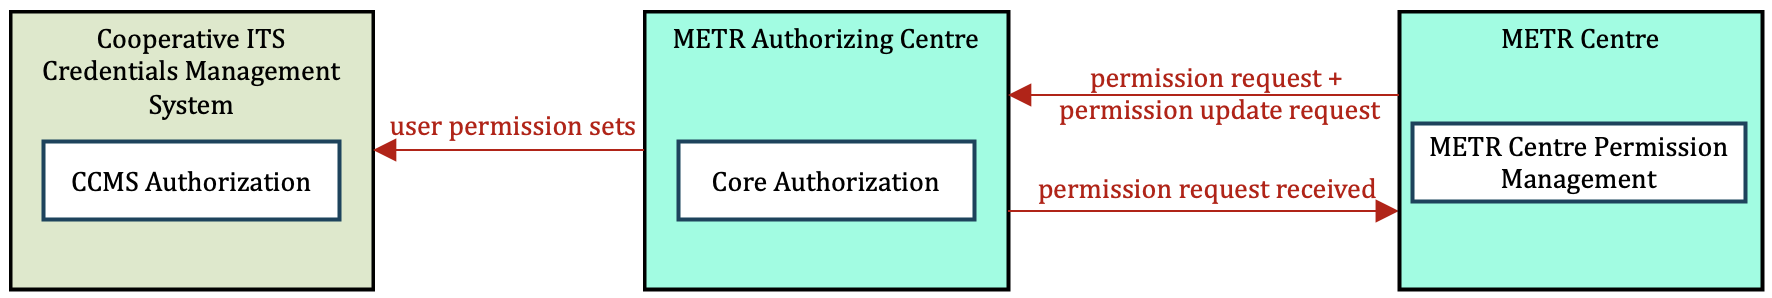 Cooperative ITS
Credentials Management
System
CCMS Authorization
user permission sets
METR Authorizing Centre
Core Authorization
permission request +
permission update request
permission request received
METR Centre
METR Centre Permission
Management